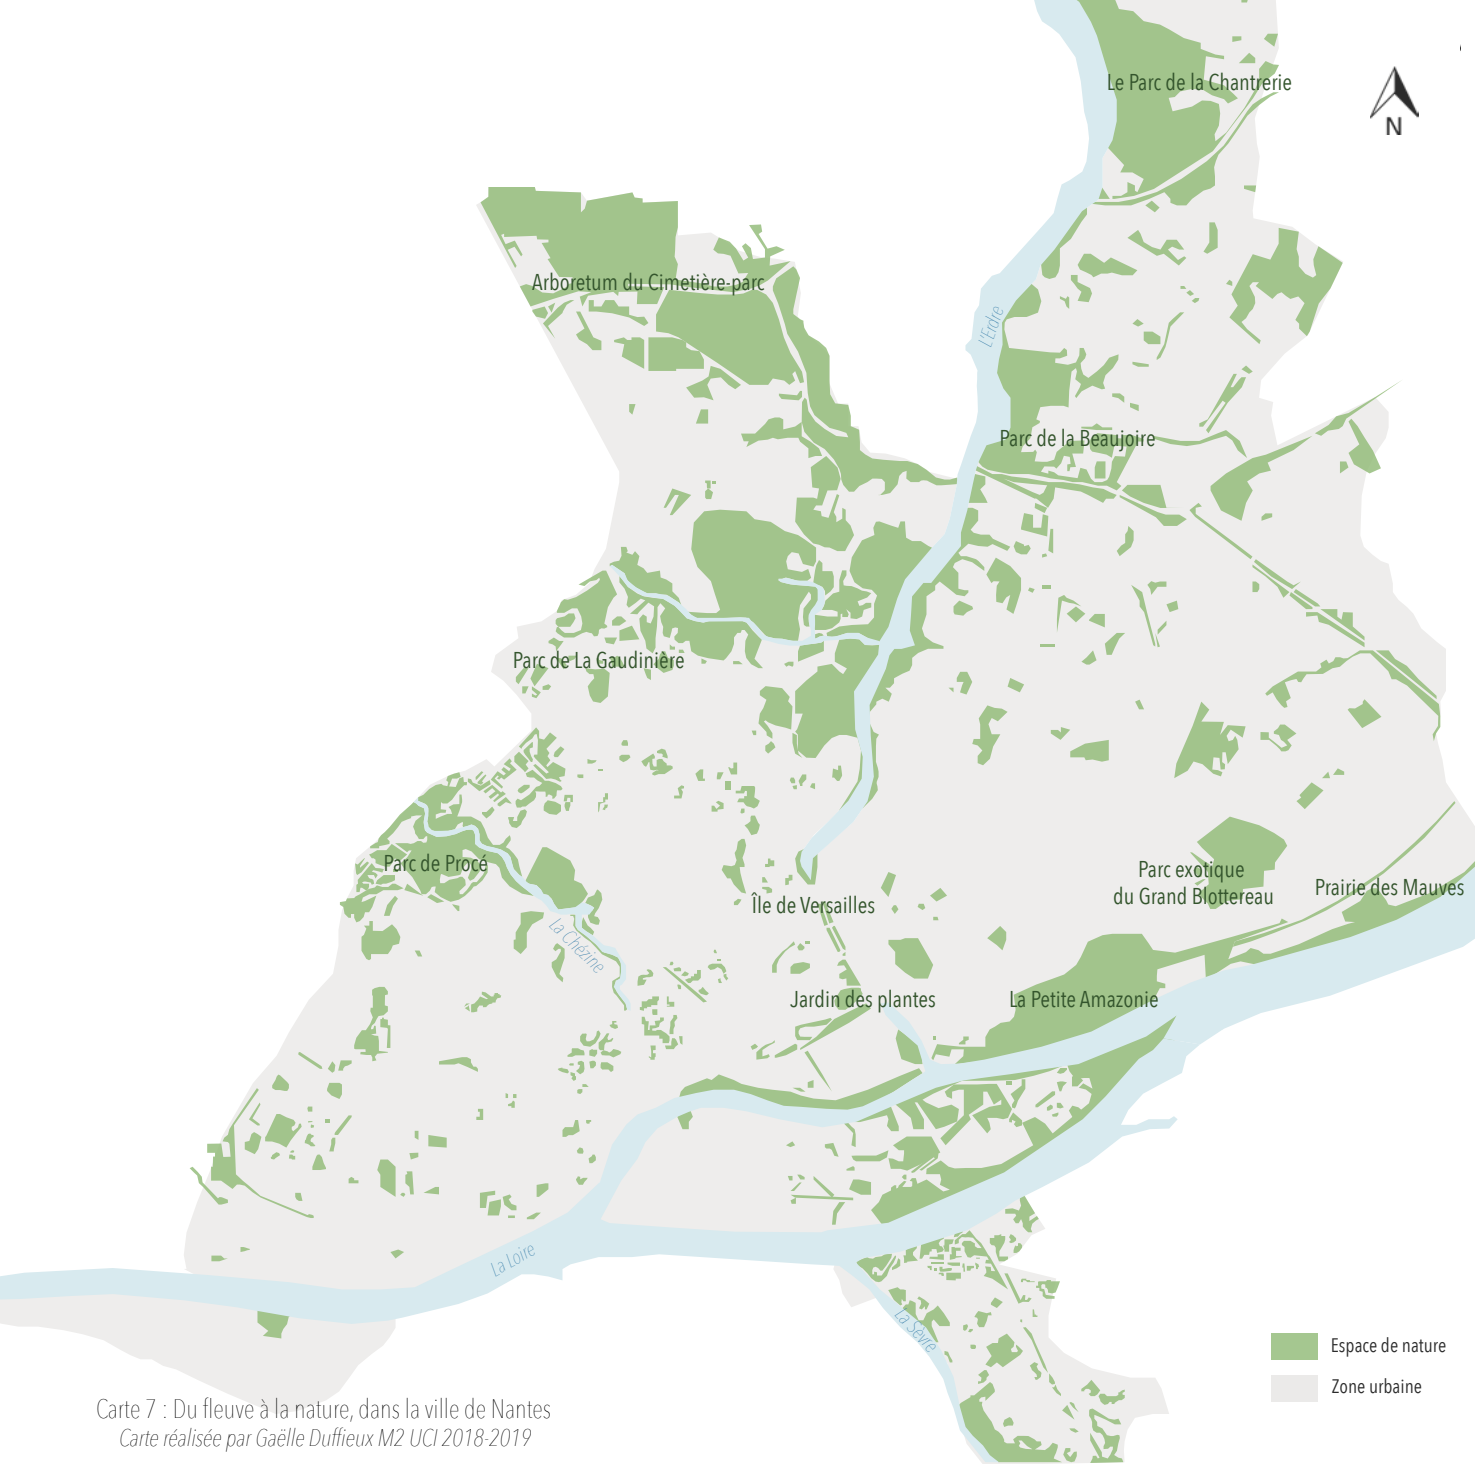 Le Parc de la Chantrerie
N
Arboretum du Cimetière-parc
L'Erdre
Parc de la Beaujoire
Parc de La Gaudinière
Parc de Procé
Parc exotique
du Grand Blottereau
Prairie des Mauves
Île de Versailles
La Chézine
Jardin des plantes
La Petite Amazonie
La Loire
La Sèvre
Espace de nature
Zone urbaine
Carte 7 : Du fleuve à la nature, dans la ville de Nantes
Carte réalisée par Gaëlle Duffieux M2 UCI 2018-2019